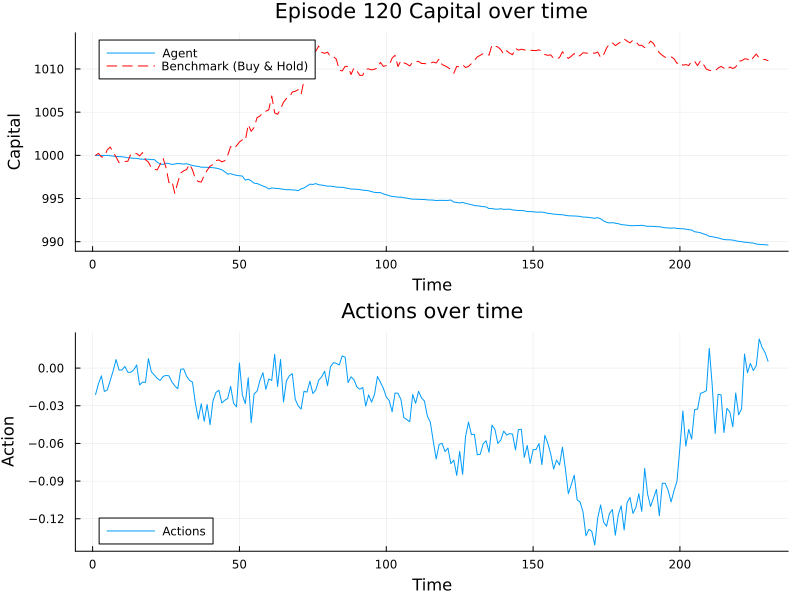 Episode 120 Capital over time
Agent
Benchmark (Buy & Hold)
Capital
1010
1005
1000
995
990
0
50
100
150
200
Time
Actions over time
Action
0.00
−0.03
−0.06
−0.09
−0.12
Actions
0
50
100
150
200
Time